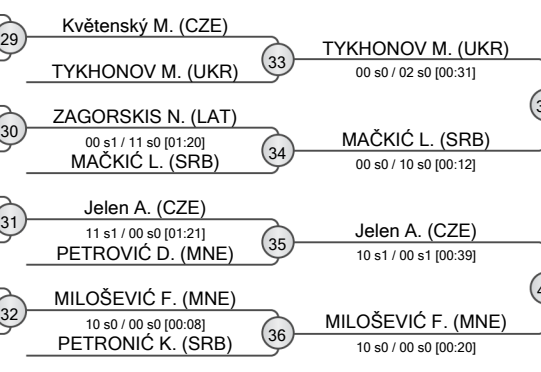 29
Květenský M. (CZE)
TYKHONOV M. (UKR)
33
TYKHONOV M. (UKR)
00 s0 / 02 s0 [00:31]
30
ZAGORSKIS N. (LAT)
00 s1 / 11 s0 [01:20]
MAČKIĆ L. (SRB)
34
MAČKIĆ L. (SRB)
00 s0 / 10 s0 [00:12]
31
Jelen A. (CZE)
11 s1 / 00 s0 [01:21]
PETROVIĆ D. (MNE)
35
Jelen A. (CZE)
10 s1 / 00 s1 [00:39]
32
MILOŠEVIĆ F. (MNE)
10 s0 / 00 s0 [00:08]
PETRONIĆ K. (SRB)
36
MILOŠEVIĆ F. (MNE)
10 s0 / 00 s0 [00:20]